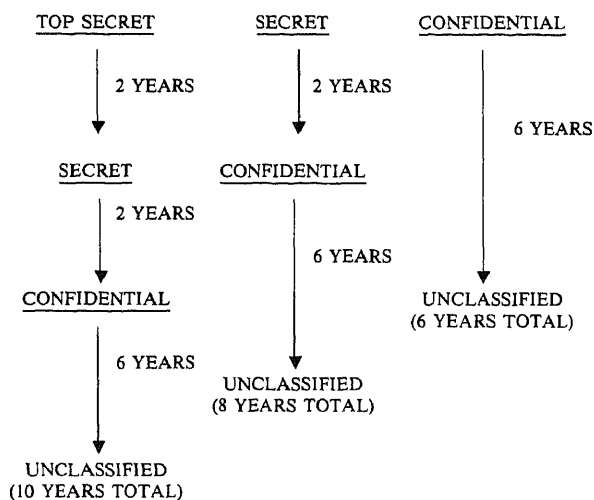 TOP SECRET
2 YEARS
SECRET
2 YEARS
CONFIDENTIAL
6 YEARS
UNCLASSIFIED
(10 YEARS TOTAL)
SECRET
2 YEARS
CONFIDENTIAL
6 YEARS
UNCLASSIFIED
(8 YEARS TOTAL)
CONFIDENTIAL
6 YEARS
UNCLASSIFIED
(6 YEARS TOTAL)